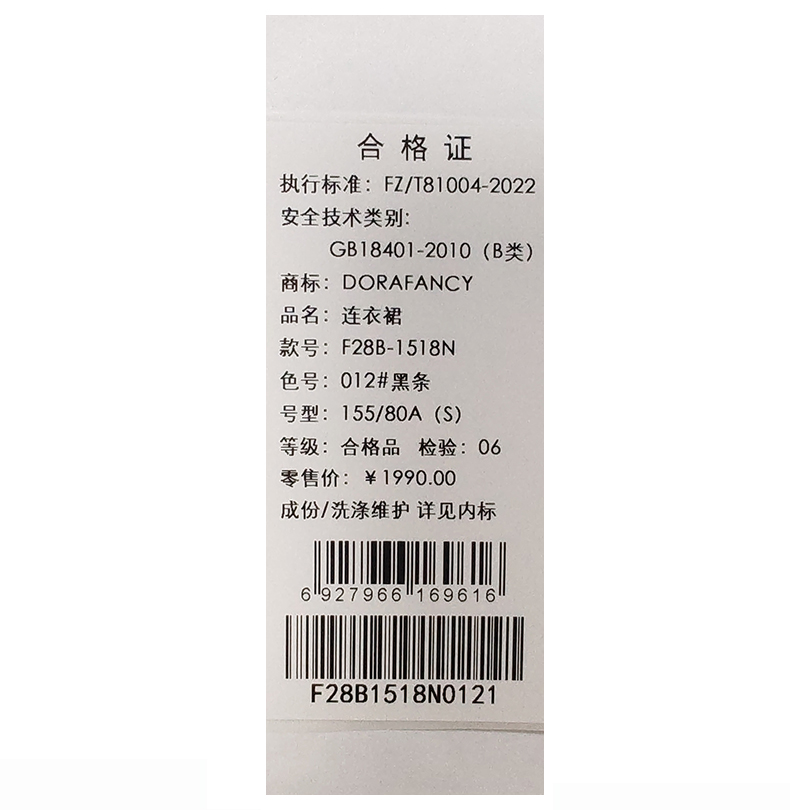 合格证
执行标准：FZ/T81004-2022
安全技术类别:
GB18401-2010（B类）
商标：DORAFANCY
品名：连衣裙
款号：F28B-1518N
色号：012#黑条
号型：155/80A（S）
等级：合格品 检验：06
零售价：￥1990.00
成份/洗涤维护 详见内标
6 927966 169616
F28B1518N0121